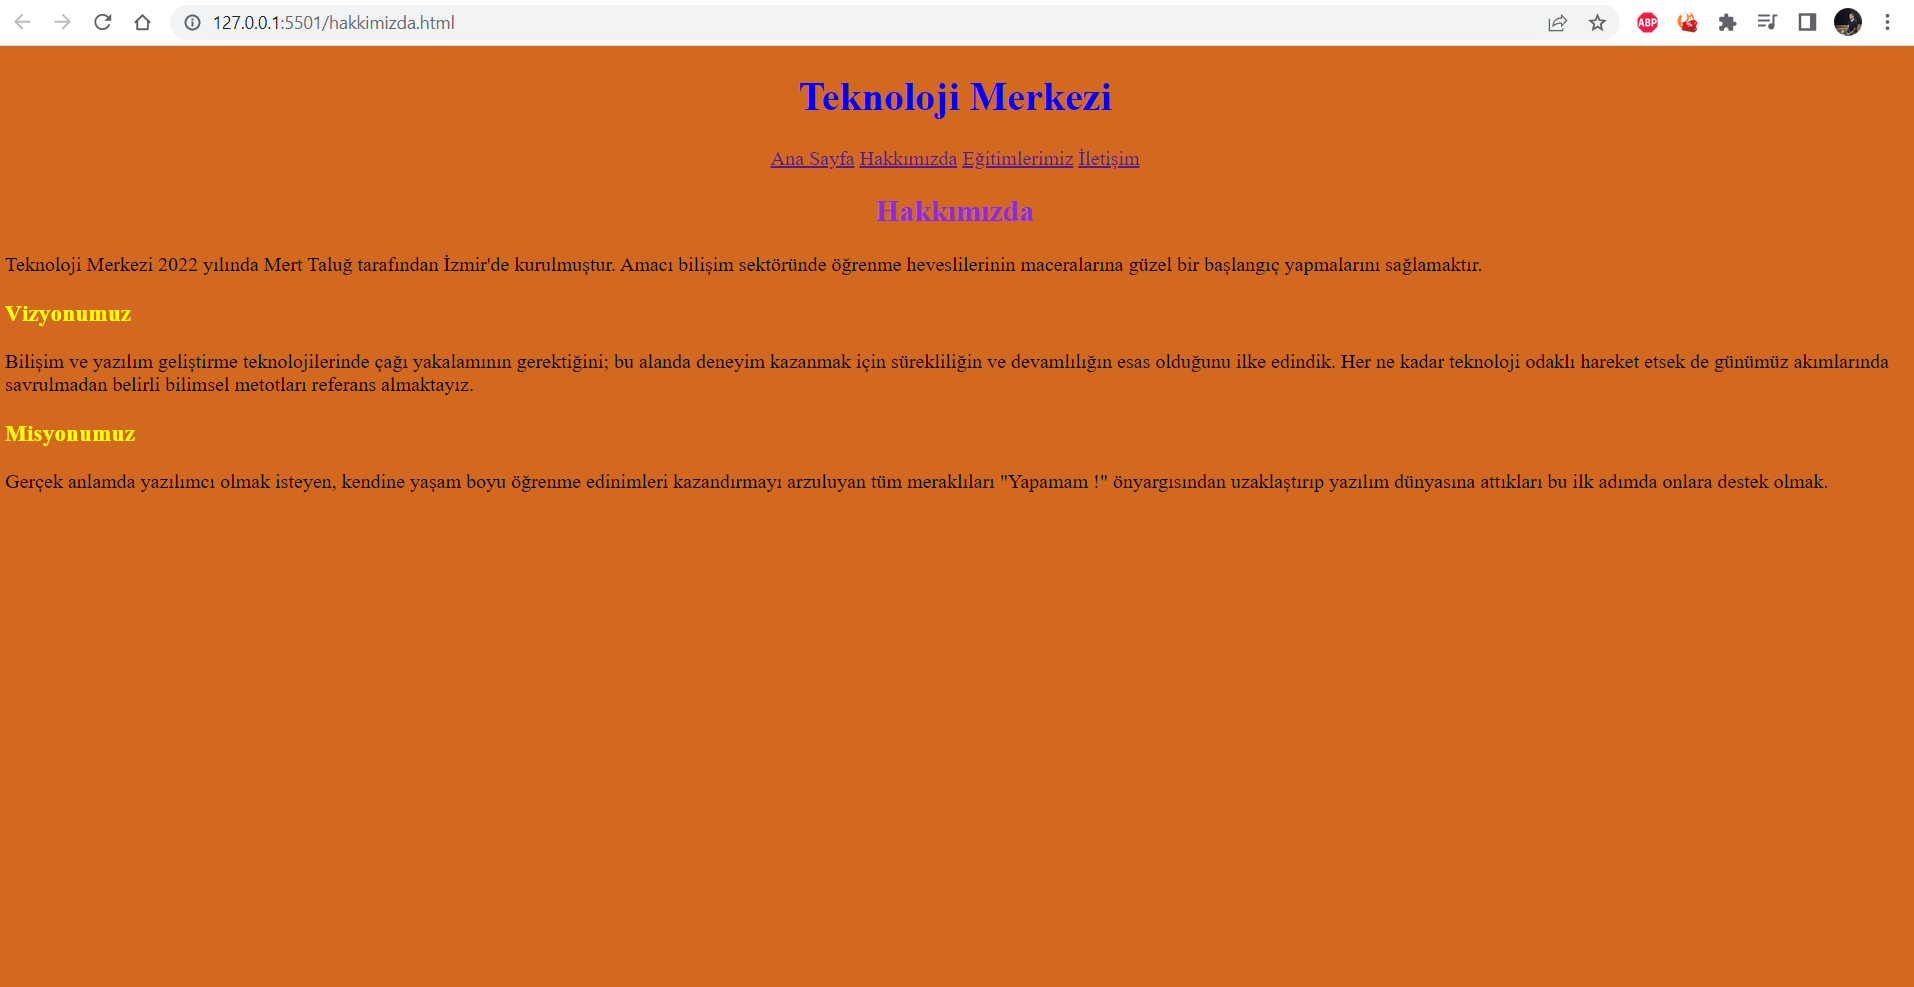 127.0.0.1:5501/hakkimizda.html
ABP
Teknoloji Merkezi
Ana Sayfa Hakkımızda Eğitimlerimiz İletişim
Hakkımızda
Teknoloji Merkezi 2022 yılında Mert Taluğ tarafından İzmir'de kurulmuştur. Amacı bilişim sektöründe öğrenme heveslilerinin maceralarına güzel bir başlangıç yapmalarını sağlamaktır.
Vizyonumuz
Bilişim ve yazılım geliştirme teknolojilerinde çağı yakalamının gerektiğini; bu alanda deneyim kazanmak için sürekliliğin ve devamlılığın esas olduğunu ilke edindik. Her ne kadar teknoloji odaklı hareket etsek de günümüz akımlarında
savrulmadan belirli bilimsel metotları referans almaktayız.
Misyonumuz
Gerçek anlamda yazılımcı olmak isteyen, kendine yaşam boyu öğrenme edinimleri kazandırmayı arzuluyan tüm meraklıları "Yapamam !" önyargısından uzaklaştırıp yazılım dünyasına attıkları bu ilk adımda onlara destek olmak.